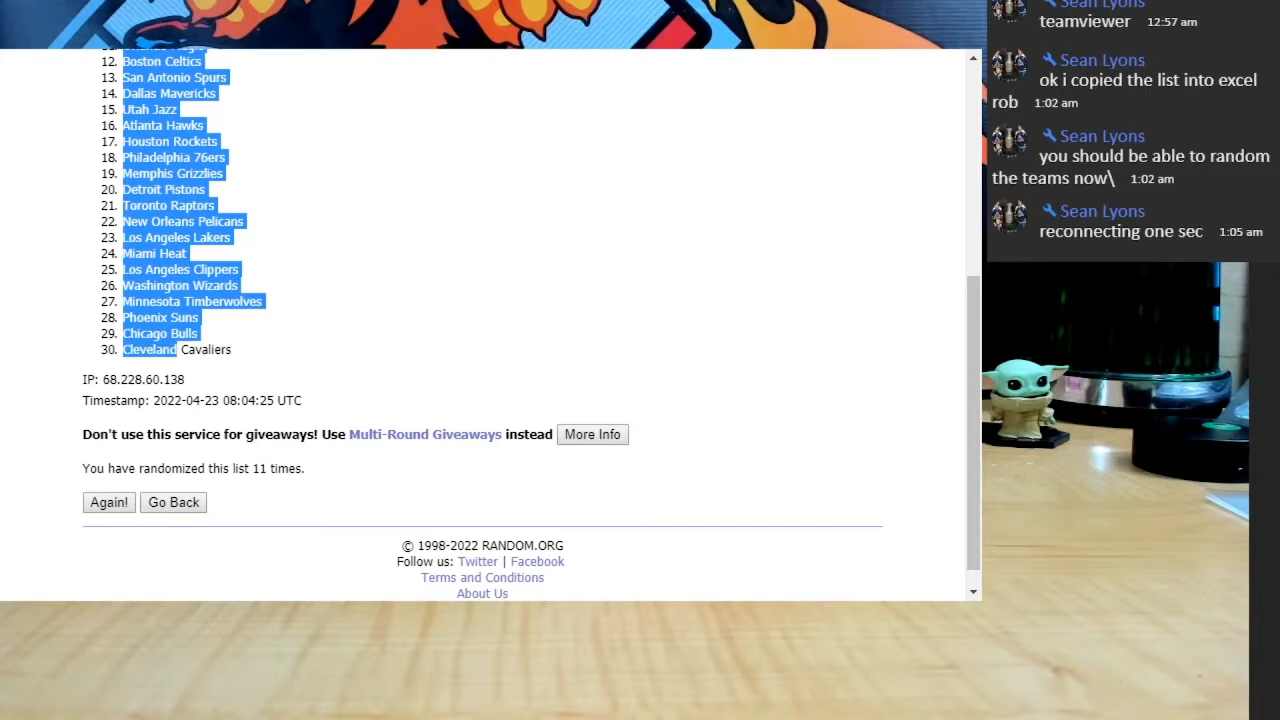 12. Boston Celtics
13. San Antonio Spurs
14. Dallas Mavericks
15. Utah Jazz
16. Atlanta Hawks
17. Houston Rockets
18. Philadelphia 76ers
19. Memphis Grizzlies
20. Detroit Pistons
21. Toronto Raptors
22. New Orleans Pelicans
23. Los Angeles Lakers
24. Miami Heat
25. Los Angeles Clippers
26. Washington Wizards
27. Minnesota Timberwolves
28. Phoenix Suns
29. Chicago Bulls
30. Cleveland Cavaliers
IP: 68.228.60.138
Timestamp: 2022-04-23 08:04:25 UTC
Don't use this service for giveaways! Use Multi-Round Giveaways instead More Info
You have randomized this list 11 times.
Again! Go Back
© 1998-2022 RANDOM.ORG
Follow us: Twitter | Facebook
Terms and Conditions
About Us
Sean Lyons
teamviewer 12:57 am
Sean Lyons
ok i copied the list into excel
rob 1:02 am
Sean Lyons
you should be able to random
the teams now\ 1:02 am
Sean Lyons
reconnecting one sec 1:05 am